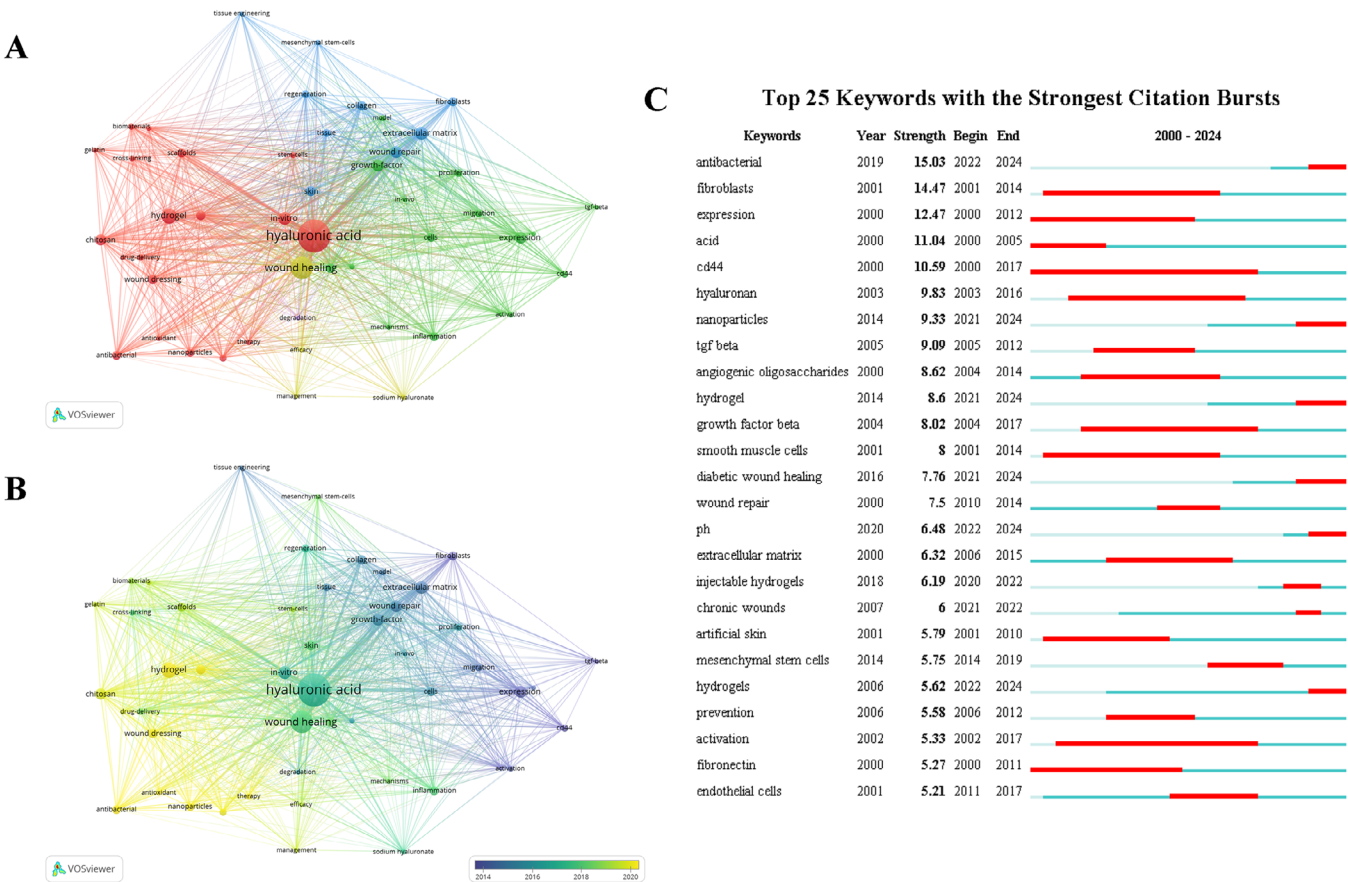 A
tissue engineering
mesenchymal stem-cells
regeneration
collagen
fibroblasts
model
biomaterials
tissue
extracellular matrix
gelatin
cross-linking
scaffolds
stem-cells
wound repair
growth-factor
proliferation
skin
in-vivo
tgf-beta
hydrogel
in-vitro
migration
chitosan
hyaluronic acid
cells
expression
drug-delivery
wound healing
cd44
wound dressing
degradation
activation
mechanisms
antioxidant
therapy
inflammation
antibacterial
nanoparticles
efficacy
management
sodium hyaluronate
VOSviewer
B
tissue engineering
mesenchymal stem-cells
regeneration
collagen
fibroblasts
model
biomaterials
tissue
extracellular matrix
gelatin
cross-linking
scaffolds
stem-cells
wound repair
growth-factor
proliferation
skin
in-vivo
tgf-beta
hydrogel
in-vitro
migration
chitosan
hyaluronic acid
cells
expression
drug-delivery
wound healing
cd44
wound dressing
degradation
activation
mechanisms
antioxidant
therapy
inflammation
antibacterial
nanoparticles
efficacy
management
sodium hyaluronate
VOSviewer
2014 2016 2018 2020
C
Top 25 Keywords with the Strongest Citation Bursts
Keywords Year Strength Begin End 2000 - 2024
antibacterial 2019 15.03 2022 2024
fibroblasts 2001 14.47 2001 2014
expression 2000 12.47 2000 2012
acid 2000 11.04 2000 2005
cd44 2000 10.59 2000 2017
hyaluronan 2003 9.83 2003 2016
nanoparticles 2014 9.33 2021 2024
tgf beta 2005 9.09 2005 2012
angiogenic oligosaccharides 2000 8.62 2004 2014
hydrogel 2014 8.6 2021 2024
growth factor beta 2004 8.02 2004 2017
smooth muscle cells 2001 8 2001 2014
diabetic wound healing 2016 7.76 2021 2024
wound repair 2000 7.5 2010 2014
ph 2020 6.48 2022 2024
extracellular matrix 2000 6.32 2006 2015
injectable hydrogels 2018 6.19 2020 2022
chronic wounds 2007 6 2021 2022
artificial skin 2001 5.79 2001 2010
mesenchymal stem cells 2014 5.75 2014 2019
hydrogels 2006 5.62 2022 2024
prevention 2006 5.58 2006 2012
activation 2002 5.33 2002 2017
fibronectin 2000 5.27 2000 2011
endothelial cells 2001 5.21 2011 2017